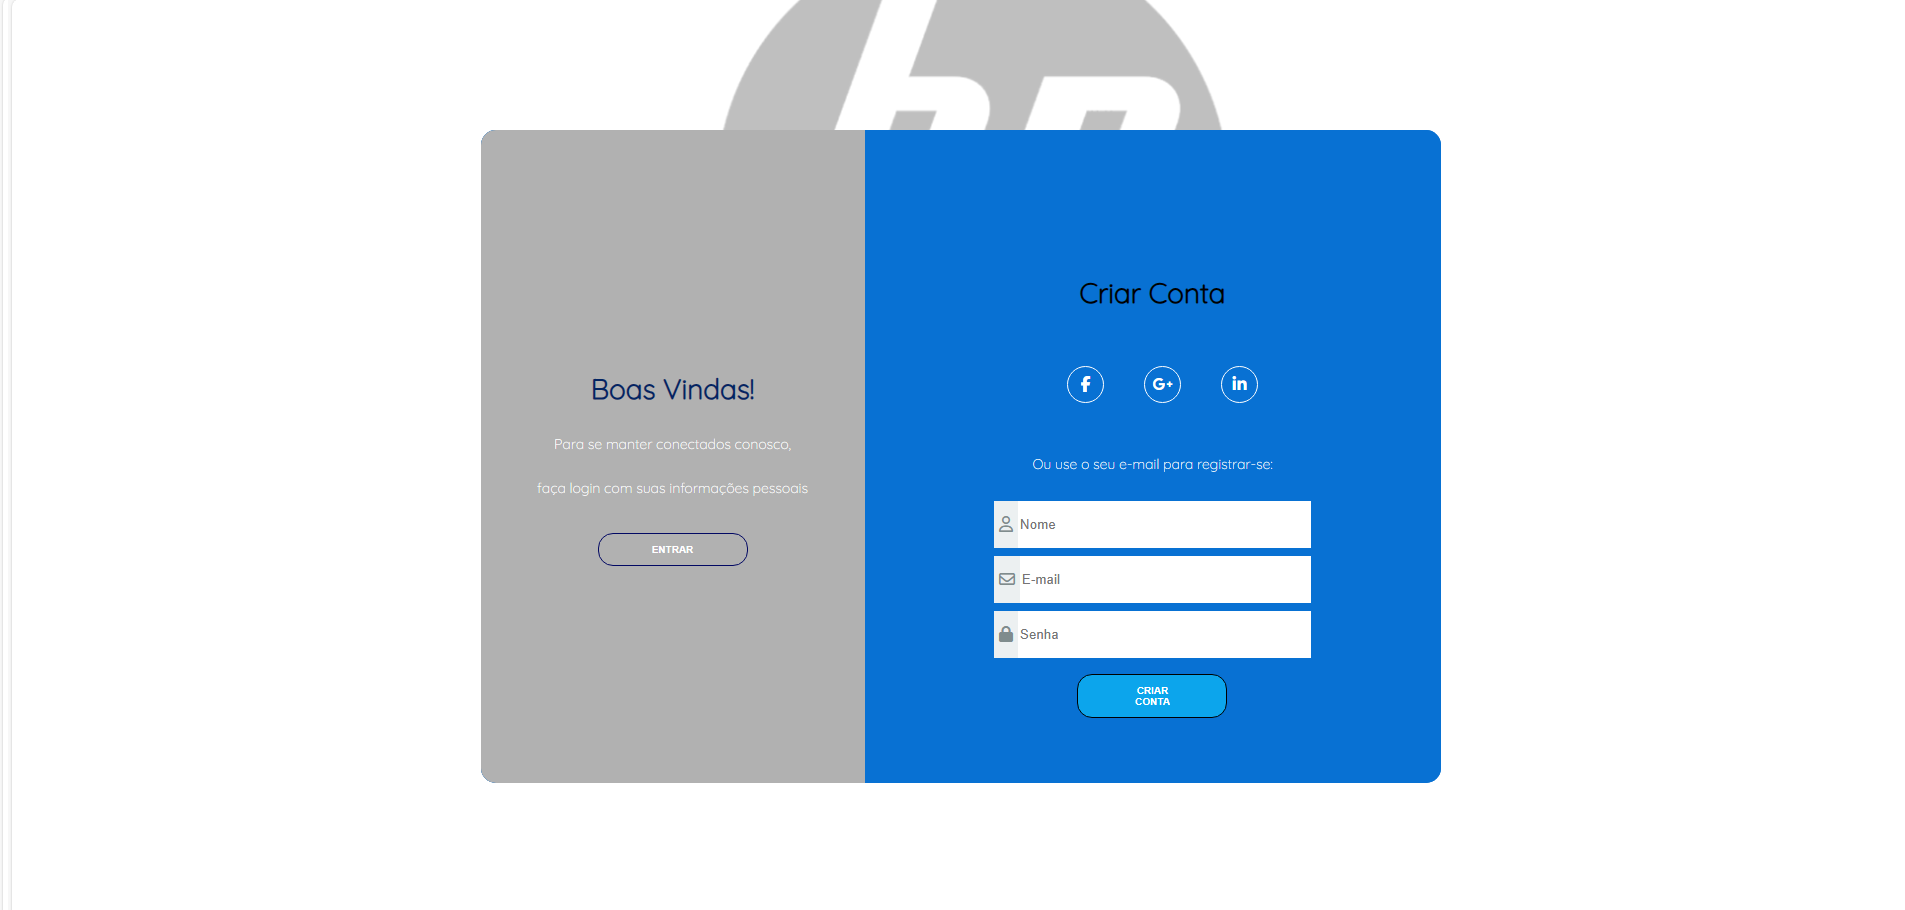 hp
Boas Vindas!
Para se manter conectados conosco,
faça login com suas informações pessoais
ENTRAR
Criar Conta
f
G+
in
Ou use o seu e-mail para registrar-se:
Nome
E-mail
Senha
CRIAR
CONTA